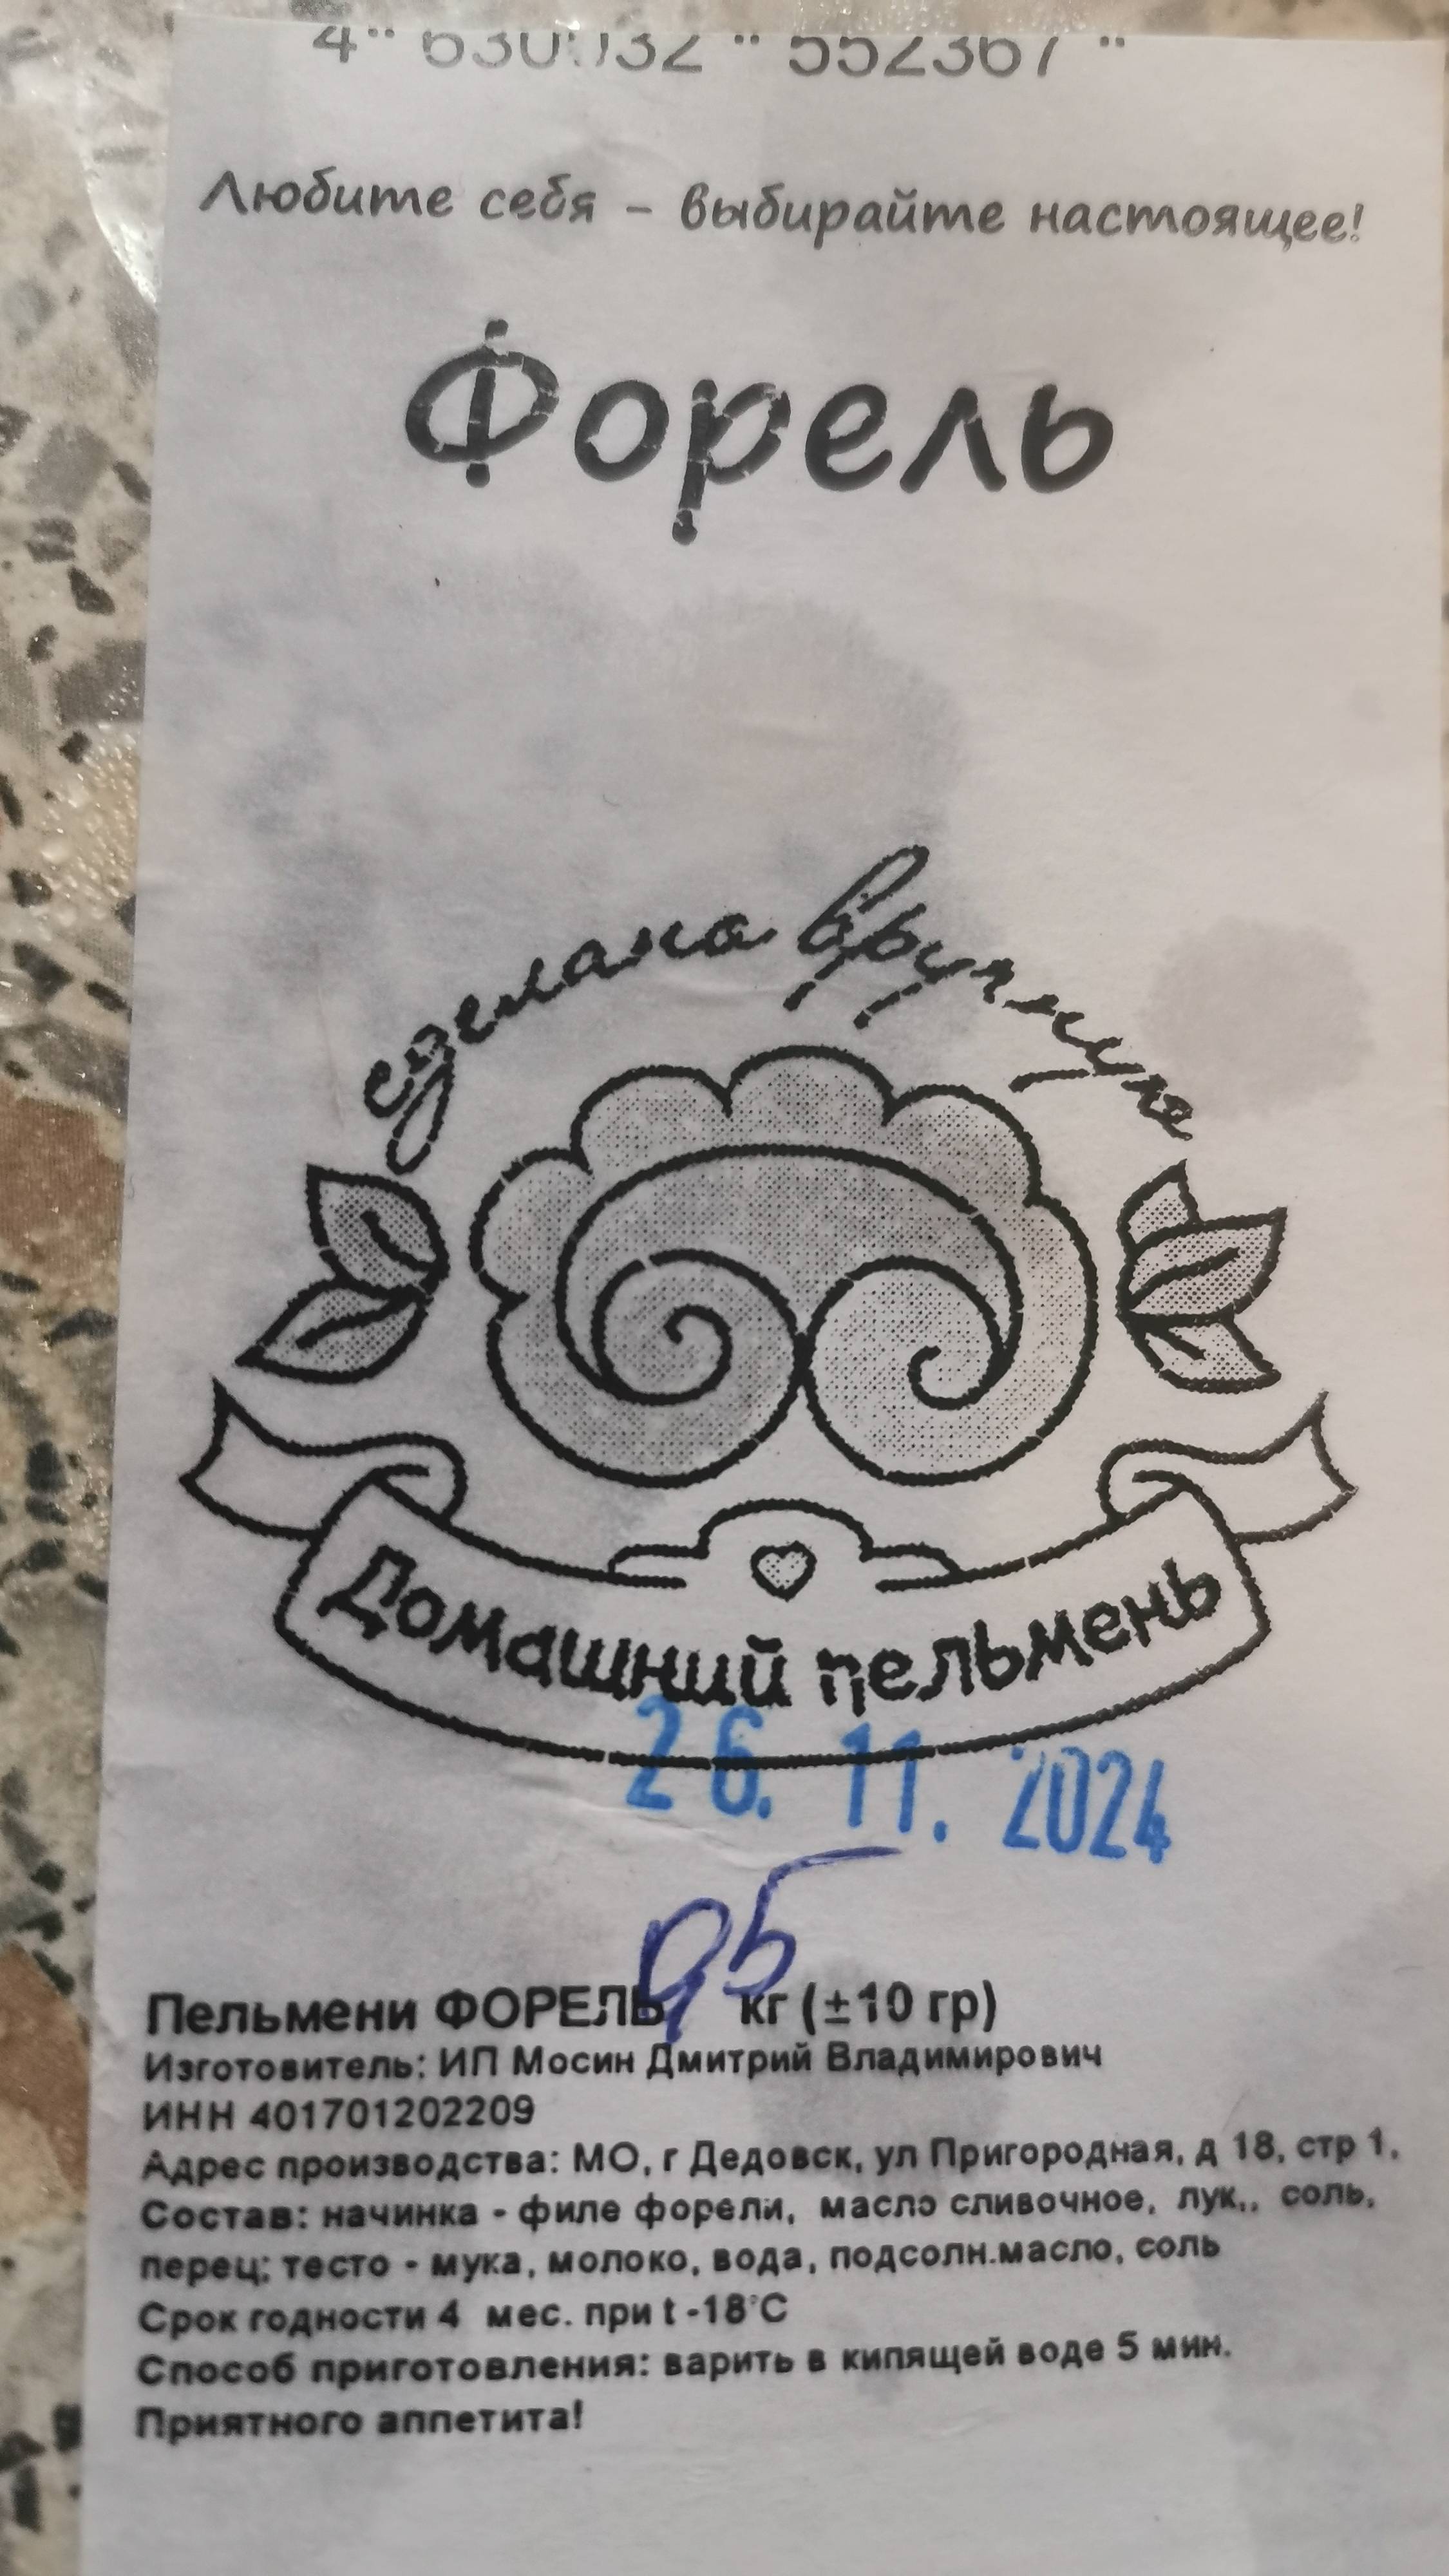 4 630032 552367
Любите себя - выбирайте настоящее!
Форель
сделано вручную
Домашний пельмень
26. 11. 2024
0,5
Пельмени ФОРЕЛЬ кг (±10 гр)
Изготовитель: ИП Мосин Дмитрий Владимирович
ИНН 401701202209
Адрес производства: МО, г Дедовск, ул Пригородная, д 18, стр 1,
Состав: начинка - филе форели, масло сливочное, лук,, соль,
перец; тесто - мука, молоко, вода, подсолн.масло, соль
Срок годности 4 мес. при t -18°С
Способ приготовления: варить в кипящей воде 5 мин.
Приятного аппетита!